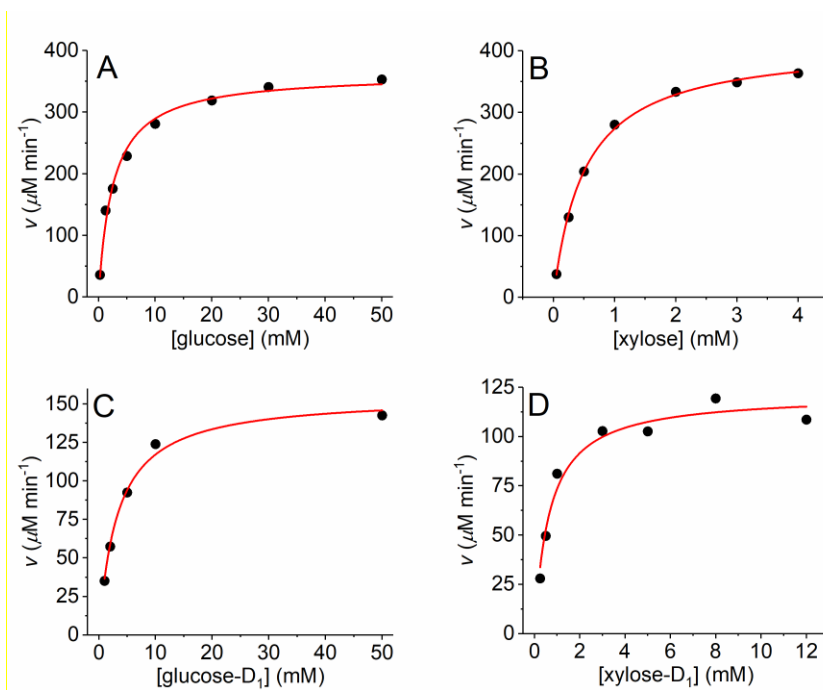 A
400
300
200
100
0
v (μM min-1)
0 10 20 30 40 50
[glucose] (mM)
B
400
300
200
100
0
v (μM min-1)
0 1 2 3 4
[xylose] (mM)
C
150
125
100
75
50
25
0
v (μM min-1)
0 10 20 30 40 50
[glucose-D1] (mM)
D
125
100
75
50
25
0
v (μM min-1)
0 2 4 6 8 10 12
[xylose-D1] (mM)